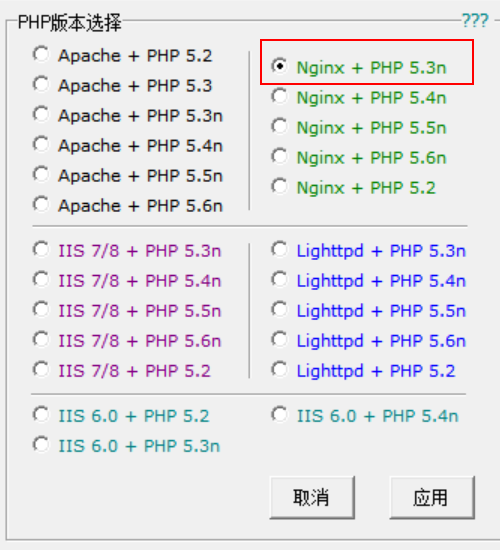 PHP版本选择
???
Apache + PHP 5.2
Apache + PHP 5.3
Apache + PHP 5.3n
Apache + PHP 5.4n
Apache + PHP 5.5n
Apache + PHP 5.6n
Nginx + PHP 5.3n
Nginx + PHP 5.4n
Nginx + PHP 5.5n
Nginx + PHP 5.6n
Nginx + PHP 5.2
IIS 7/8 + PHP 5.3n
IIS 7/8 + PHP 5.4n
IIS 7/8 + PHP 5.5n
IIS 7/8 + PHP 5.6n
IIS 7/8 + PHP 5.2
Lighttpd + PHP 5.3n
Lighttpd + PHP 5.4n
Lighttpd + PHP 5.5n
Lighttpd + PHP 5.6n
Lighttpd + PHP 5.2
IIS 6.0 + PHP 5.2
IIS 6.0 + PHP 5.3n
IIS 6.0 + PHP 5.4n
取消
应用